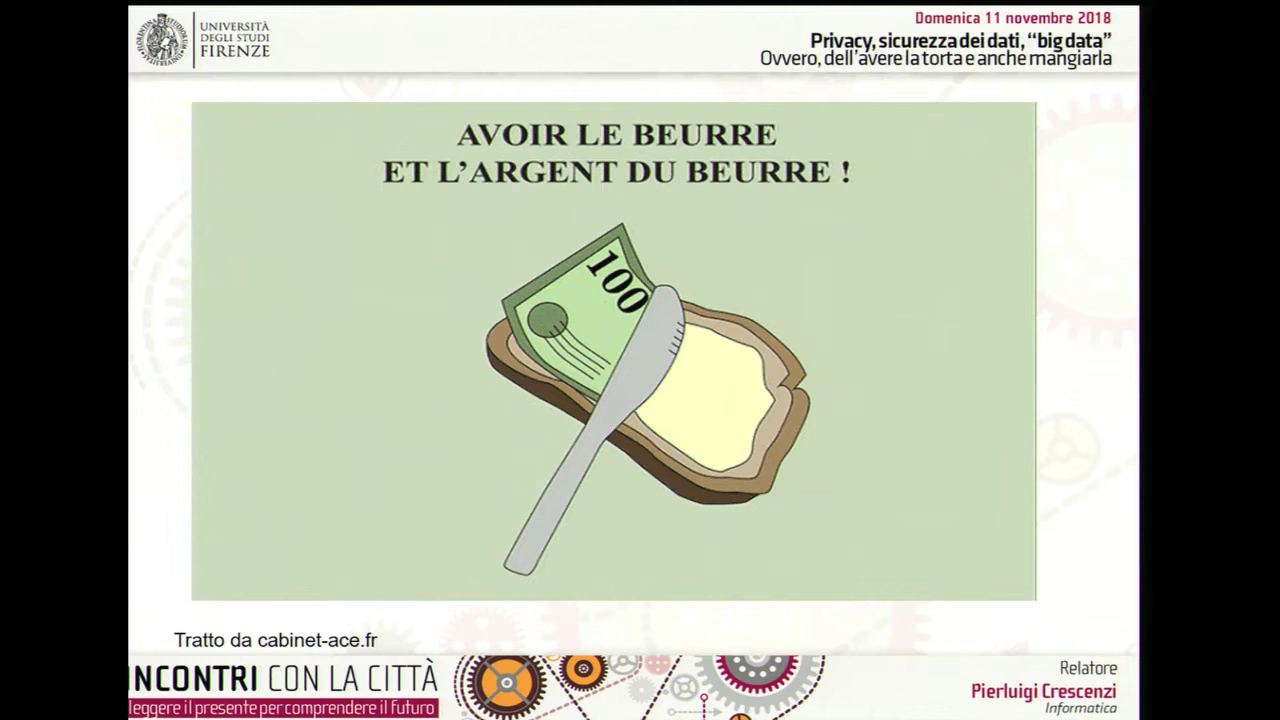 UNIVERSITÀ
DEGLI STUDI
FIRENZE
Domenica 11 novembre 2018
Privacy, sicurezza dei dati, “big data”
Ovvero, dell’avere la torta e anche mangiarla
AVOIR LE BEURRE
ET L’ARGENT DU BEURRE !
100
Tratto da cabinet-ace.fr
NCONTRI CON LA CITTÀ
leggere il presente per comprendere il futuro
Relatore
Pierluigi Crescenzi
Informatica